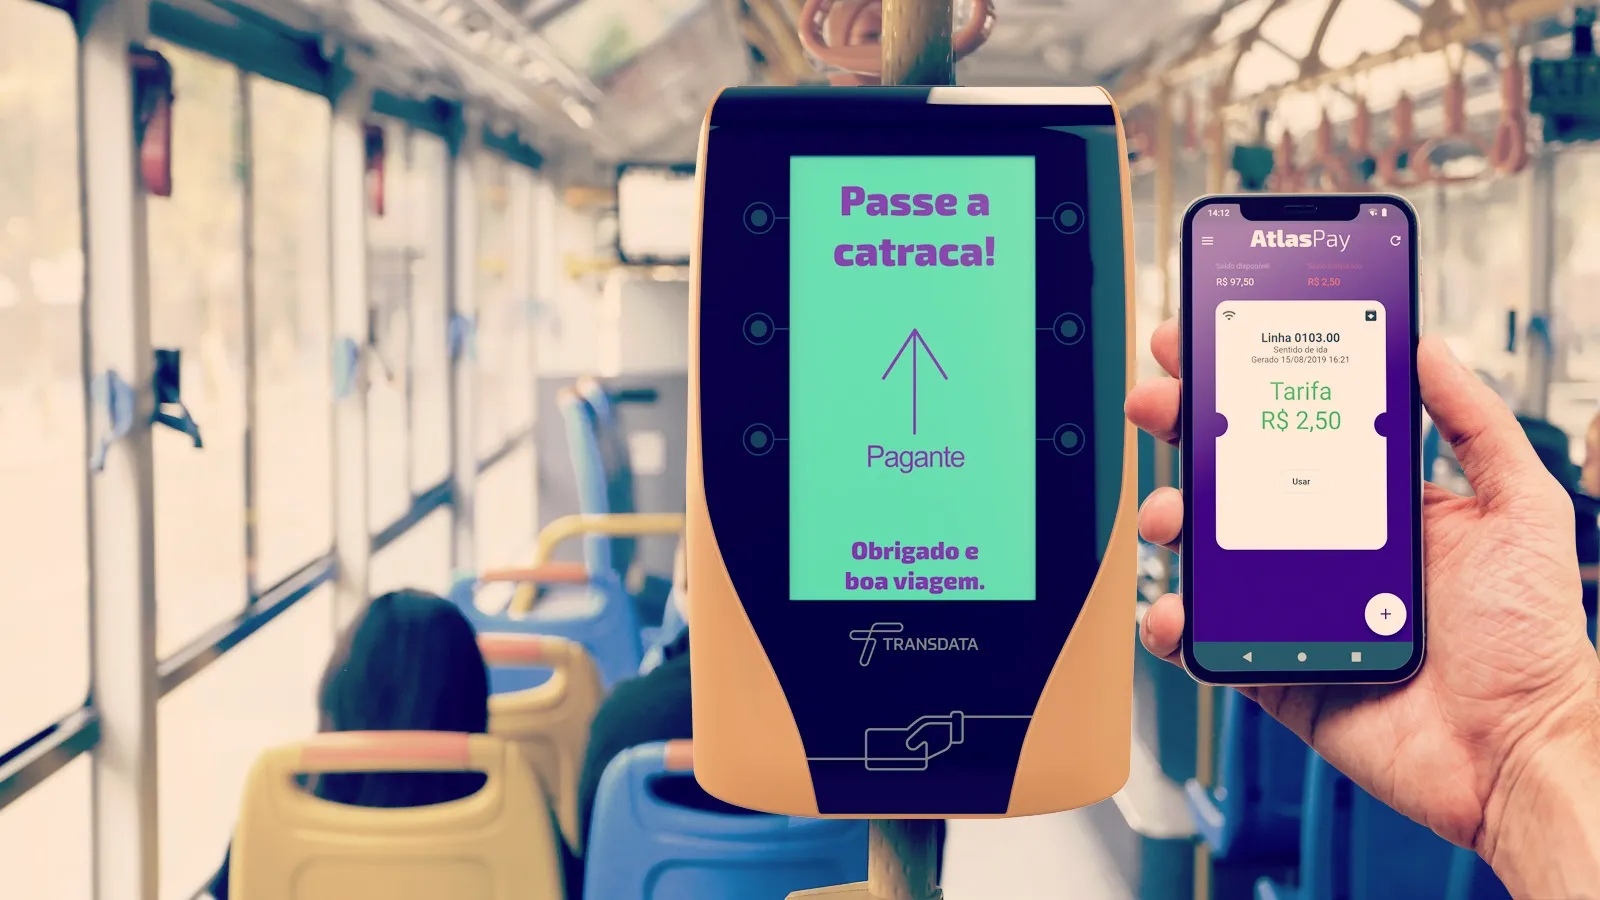 Passe a
catraca!
Pagante
Obrigado e
boa viagem.
TRANSDATA
14:12
AtlasPay
Saldo disponível
R$ 97,50
R$ 2,50
Linha 0103.00
Sentido de ida
Gerado 15/08/2019 16:21
Tarifa
R$ 2,50
Usar
+